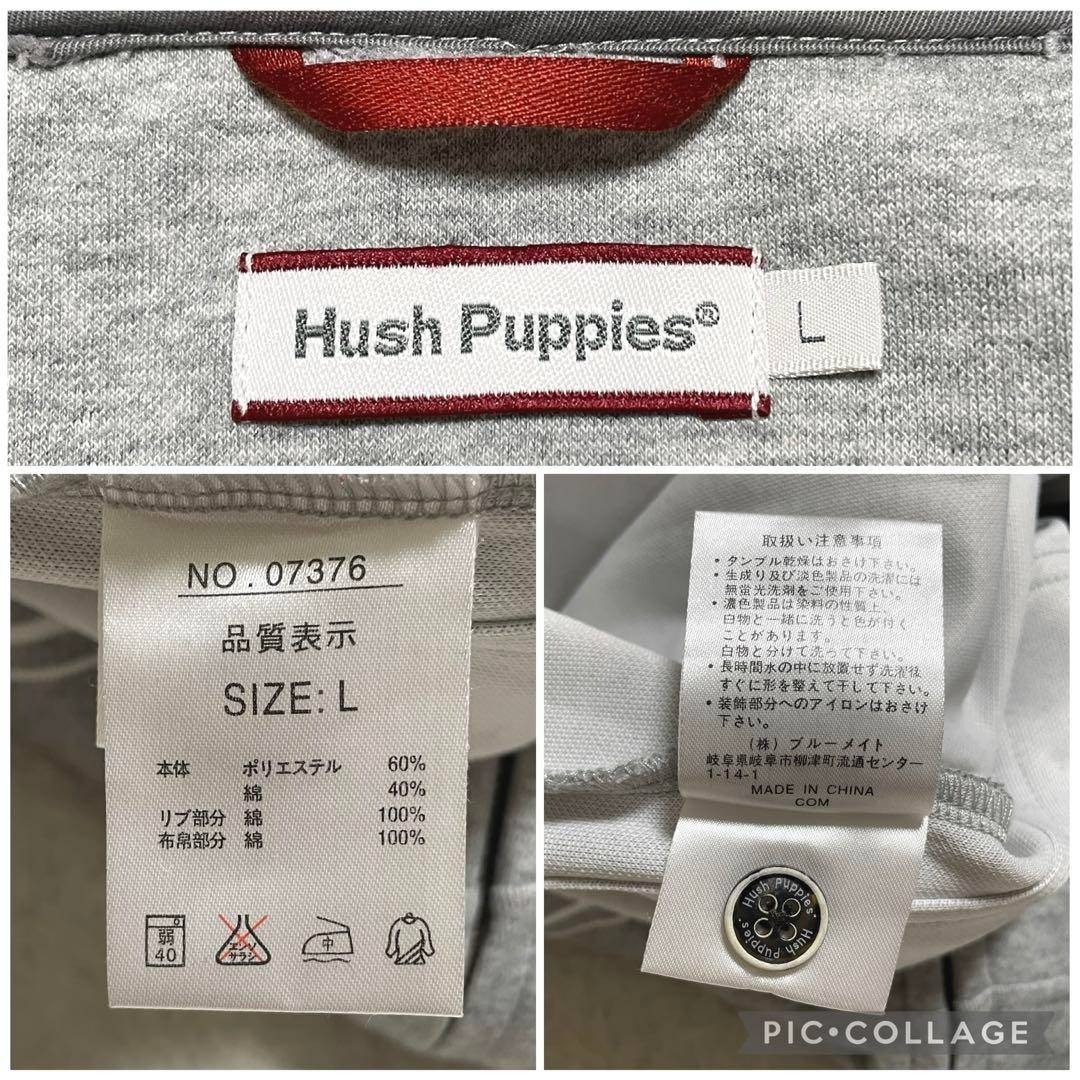 Hush Puppies®
L
NO. 07376
品質表示
SIZE: L
本体 ポリエステル 60%
綿 40%
リブ部分 綿 100%
布帛部分 綿 100%
弱
40
エンソ
サラシ
中
取扱い注意事項
・タンブル乾燥はおさけ下さい。
・生成り及び淡色製品の洗濯には
無蛍光洗剤をご使用下さい。
・濃色製品は染料の性質上、
白物と一緒に洗うと色が付く
ことがあります。
白物と分けて洗って下さい。
・長時間水の中に放置せず洗濯後
すぐに形を整えて干して下さい。
・装飾部分へのアイロンはおさけ
下さい。
(株) ブルーメイト
岐阜県岐阜市柳津町流通センター
1-14-1
MADE IN CHINA
COM
Hush Puppies®
Hush Puppies
PIC•COLLAGE